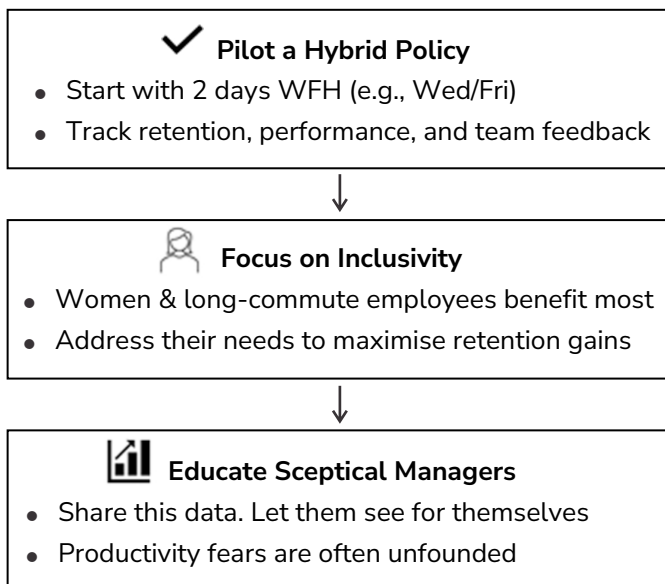 Pilot a Hybrid Policy
• Start with 2 days WFH (e.g., Wed/Fri)
• Track retention, performance, and team feedback
Focus on Inclusivity
• Women & long-commute employees benefit most
• Address their needs to maximise retention gains
Educate Sceptical Managers
• Share this data. Let them see for themselves
• Productivity fears are often unfounded